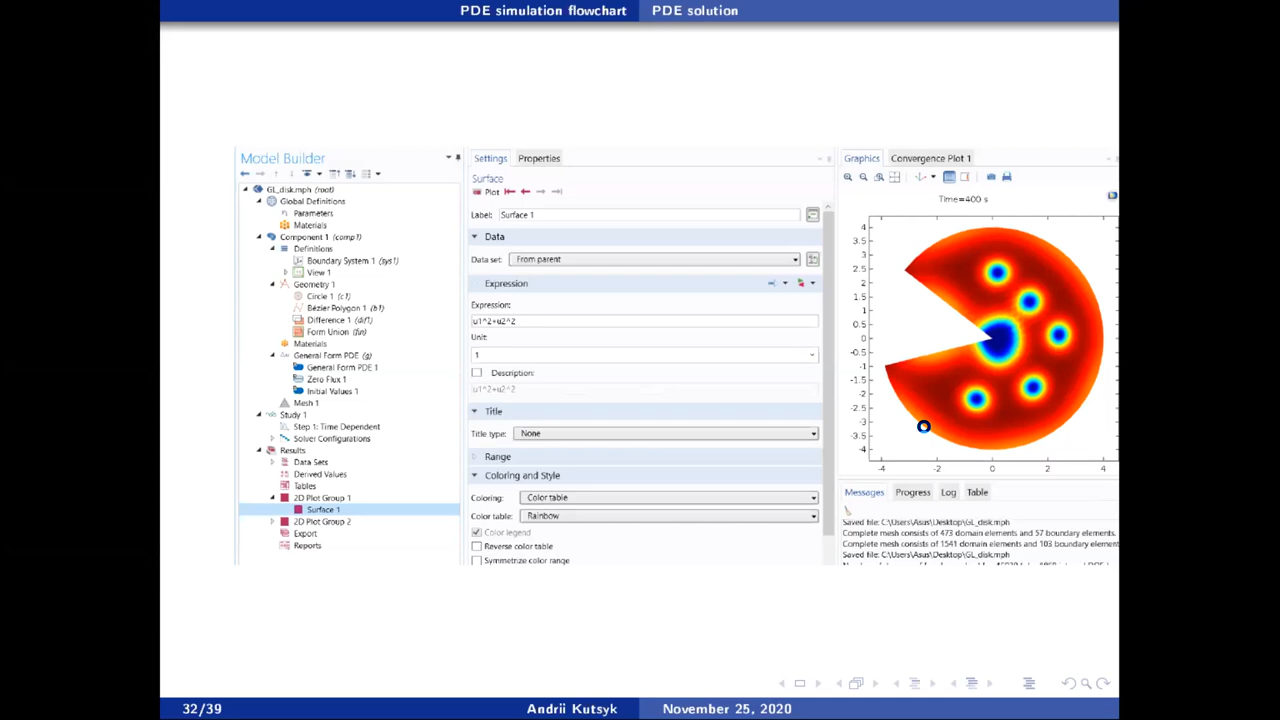 PDE simulation flowchart PDE solution
Model Builder
GL_disk.mph (root)
Global Definitions
Parameters
Materials
Component 1 (comp1)
Definitions
Boundary System 1 (sys1)
View 1
Geometry 1
Circle 1 (c1)
Bézier Polygon 1 (b1)
Difference 1 (dif1)
Form Union (fin)
Materials
General Form PDE (g)
General Form PDE 1
Zero Flux 1
Initial Values 1
Mesh 1
Study 1
Step 1: Time Dependent
Solver Configurations
Results
Data Sets
Derived Values
Tables
2D Plot Group 1
Surface 1
2D Plot Group 2
Export
Reports
Settings Properties
Surface
Plot
Label: Surface 1
Data
Data set: From parent
Expression
Expression:
u1^2+u2^2
Unit:
1
Description:
u1^2+u2^2
Title
Title type: None
Range
Coloring and Style
Coloring: Color table
Color table: Rainbow
Color legend
Reverse color table
Symmetrize color range
Graphics Convergence Plot 1
Time=400 s
4
3.5
3
2.5
2
1.5
1
0.5
0
-0.5
-1
-1.5
-2
-2.5
-3
-3.5
-4
-4 -2 0 2 4
Messages Progress Log Table
Saved file: C:\Users\Asus\Desktop\GL_disk.mph
Complete mesh consists of 473 domain elements and 57 boundary elements.
Complete mesh consists of 1541 domain elements and 103 boundary element
Saved file: C:\Users\Asus\Desktop\GL_disk.mph
32/39 Andrii Kutsyk November 25, 2020